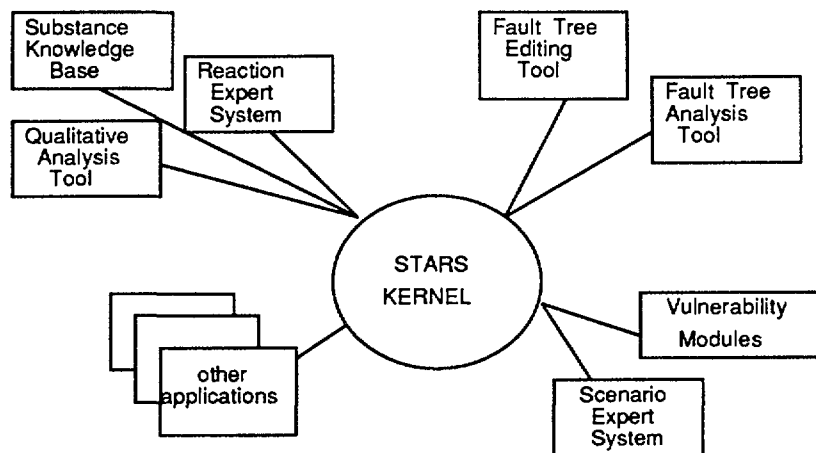 Substance
Knowledge
Base
Reaction
Expert
System
Qualitative
Analysis
Tool
Fault Tree
Editing
Tool
Fault Tree
Analysis
Tool
STARS
KERNEL
Vulnerability
Modules
other
applications
Scenario
Expert
System